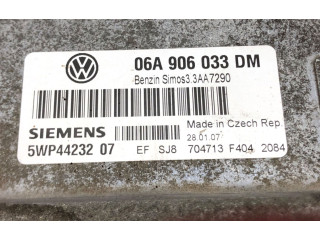 06A 906 033 DM
Benzin Simos3.3AA7290
SIEMENS
Made in Czech Rep
28.01.07
5WP44232 07 EF SJ8 704713 F404 2084